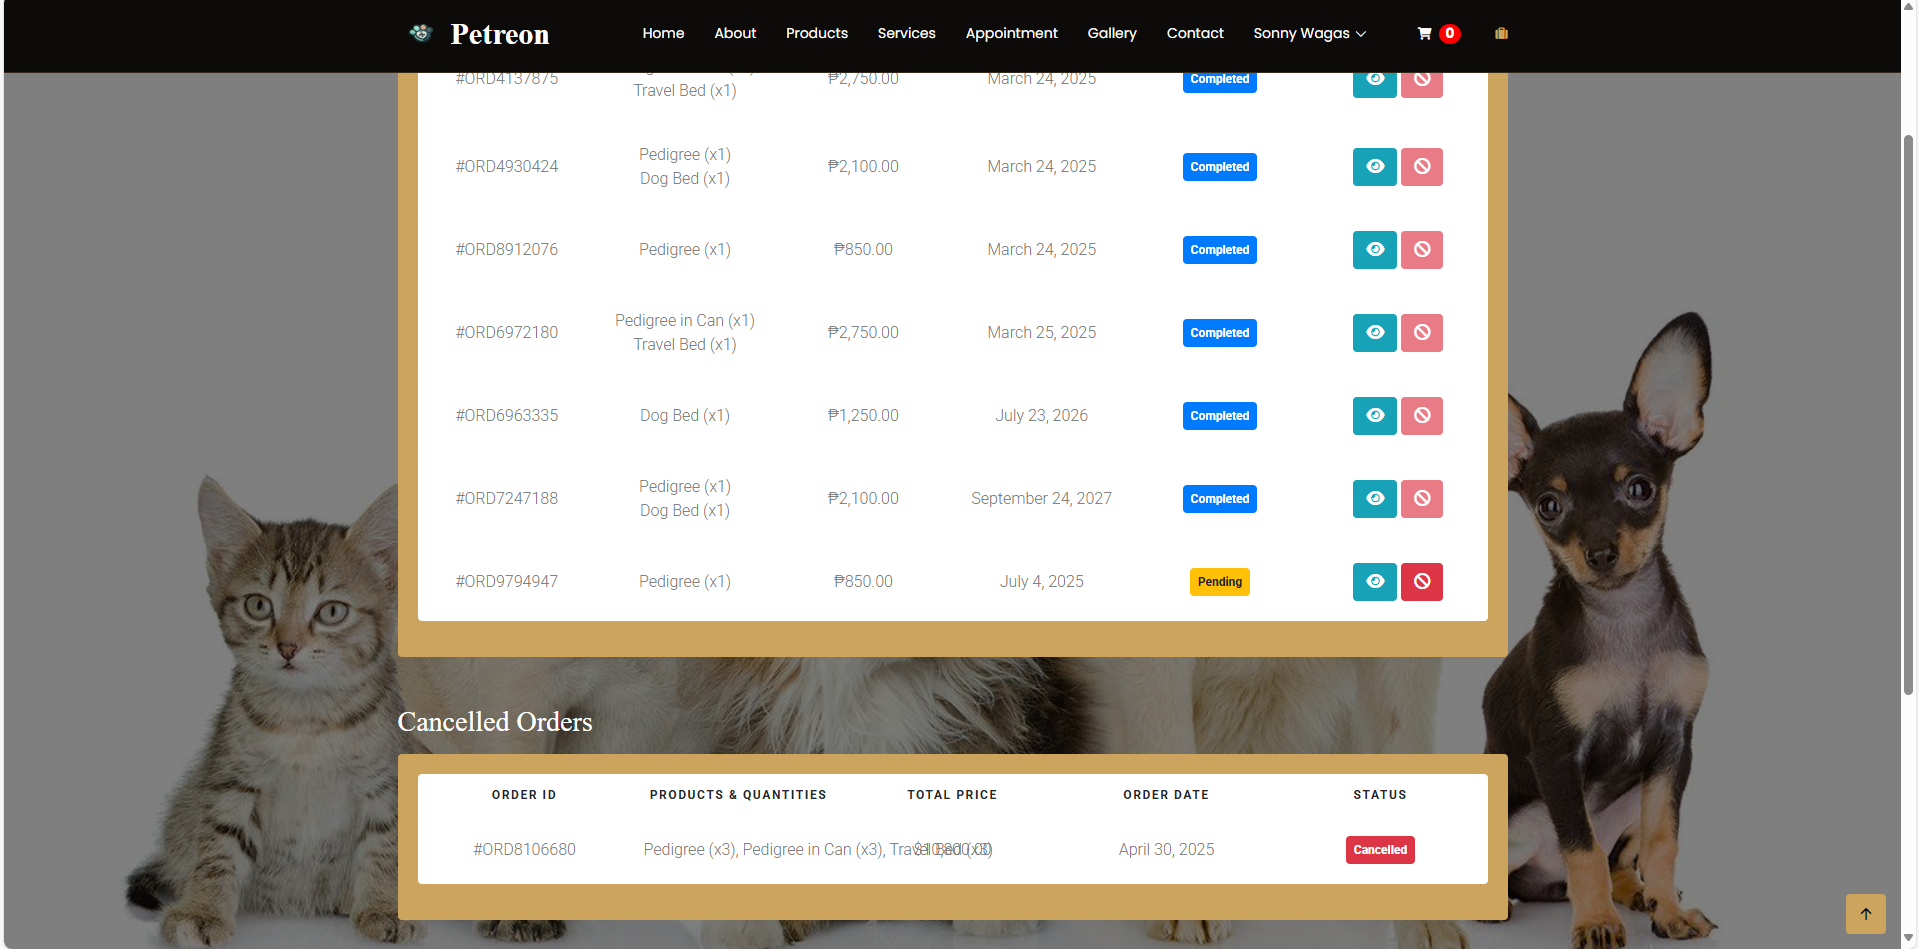 Petreon
Home About Products Services Appointment Gallery Contact Sonny Wagas 0
#ORD4137875 ₱2,750.00 March 24, 2025 Completed
Travel Bed (x1)
Pedigree (x1)
#ORD4930424 ₱2,100.00 March 24, 2025 Completed
Dog Bed (x1)
#ORD8912076 Pedigree (x1) ₱850.00 March 24, 2025 Completed
Pedigree in Can (x1)
#ORD6972180 ₱2,750.00 March 25, 2025 Completed
Travel Bed (x1)
#ORD6963335 Dog Bed (x1) ₱1,250.00 July 23, 2026 Completed
Pedigree (x1)
#ORD7247188 ₱2,100.00 September 24, 2027 Completed
Dog Bed (x1)
#ORD9794947 Pedigree (x1) ₱850.00 July 4, 2025 Pending
Cancelled Orders
ORDER ID PRODUCTS & QUANTITIES TOTAL PRICE ORDER DATE STATUS
#ORD8106680 Pedigree (x3), Pedigree in Can (x3), Travel Bed (x3) April 30, 2025 Cancelled